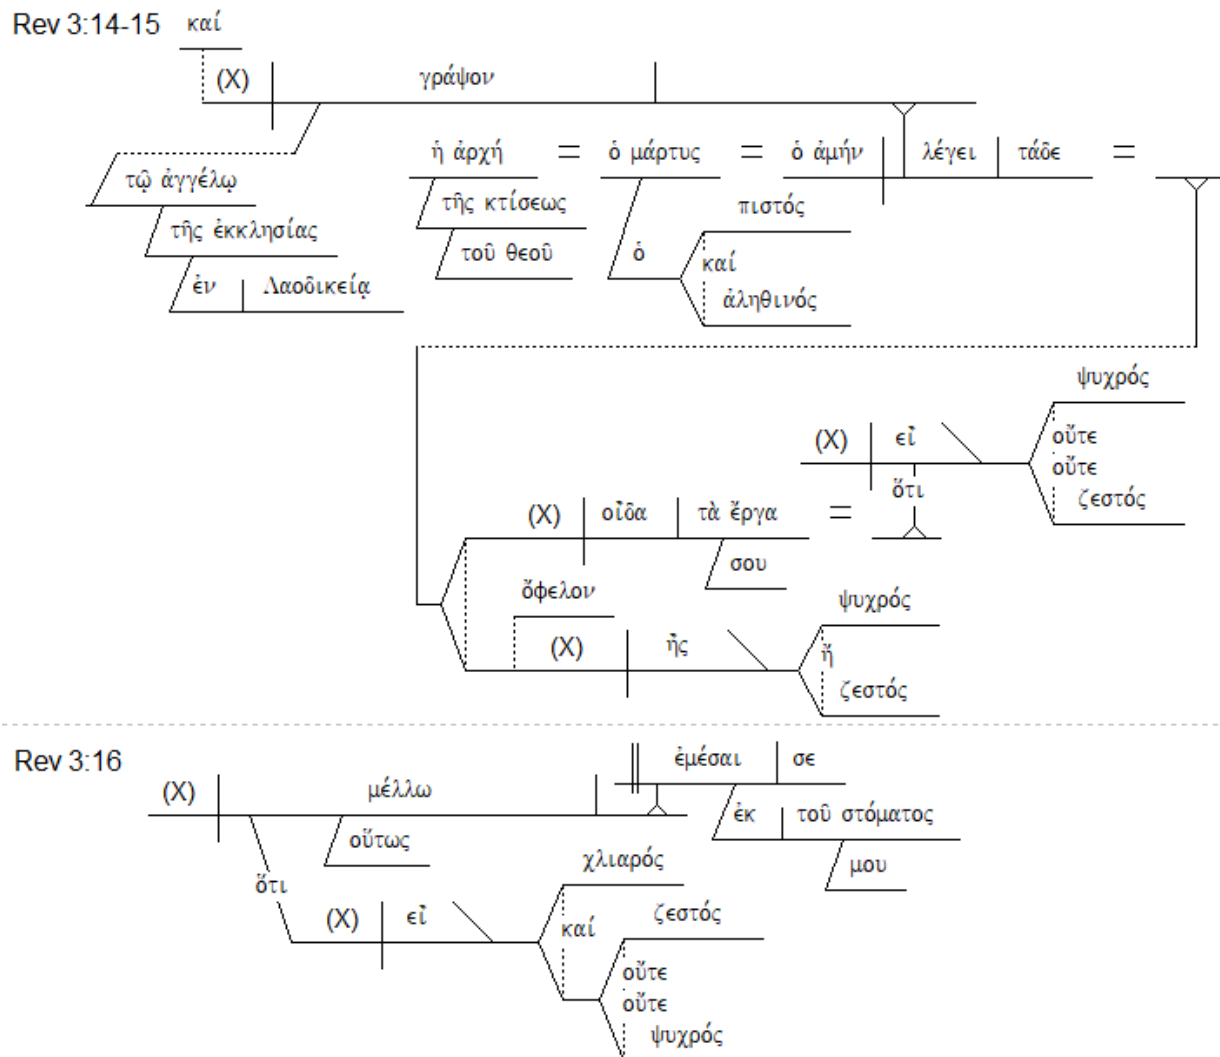 Rev 3:14-15 καί
(X) γράψον
ἡ ἀρχή = ὁ μάρτυς = ὁ ἀμήν λέγει τάδε =
τῷ ἀγγέλῳ
τῆς κτίσεως πιστός
τῆς ἐκκλησίας
τοῦ θεοῦ ὁ καί
ἐν Λαοδικείᾳ
ἀληθινός
ψυχρός
(X) εἶ οὔτε
οὔτε
ὅτι ζεστός
(X) οἶδα τὰ ἔργα =
σου
ὄφελον ψυχρός
(X) ἦς ἤ
ζεστός
Rev 3:16
ἐμέσαι σε
(X) μέλλω
ἐκ τοῦ στόματος
οὕτως
χλιαρός μου
ὅτι
(X) εἶ ζεστός
καί
οὔτε
οὔτε
ψυχρός